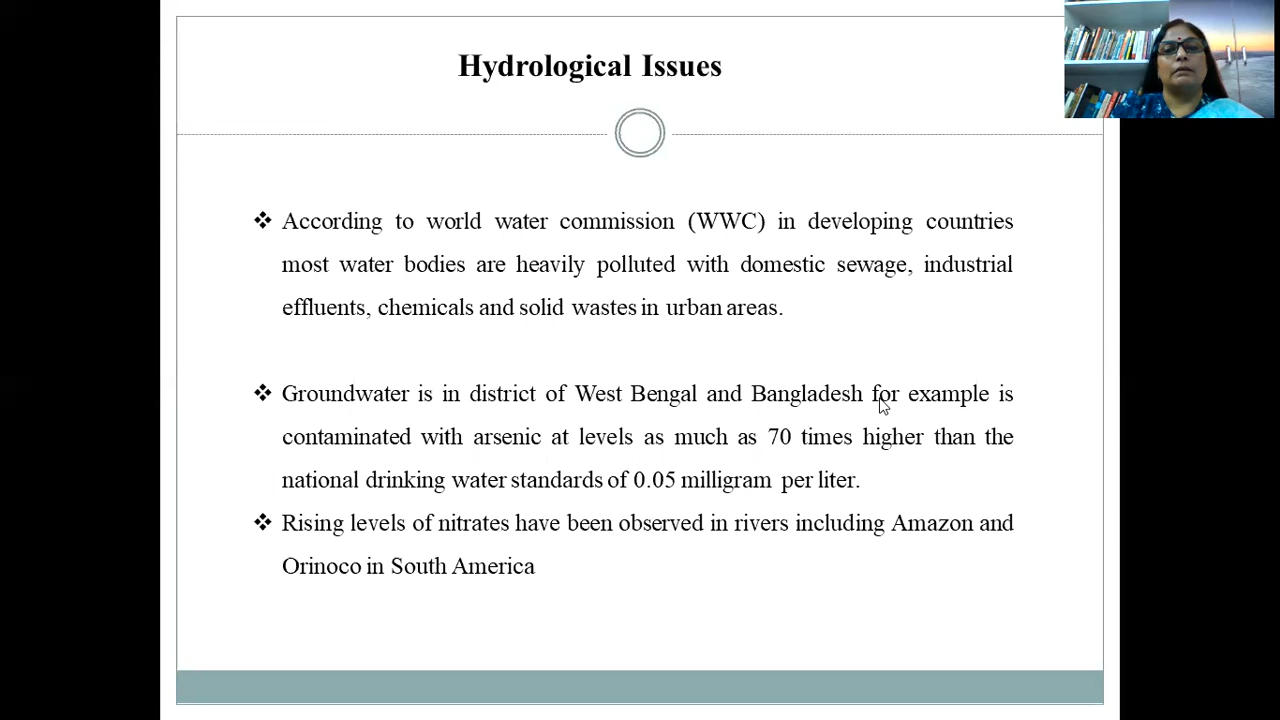 Hydrological Issues
According to world water commission (WWC) in developing countries
most water bodies are heavily polluted with domestic sewage, industrial
effluents, chemicals and solid wastes in urban areas.
Groundwater is in district of West Bengal and Bangladesh for example is
contaminated with arsenic at levels as much as 70 times higher than the
national drinking water standards of 0.05 milligram per liter.
Rising levels of nitrates have been observed in rivers including Amazon and
Orinoco in South America